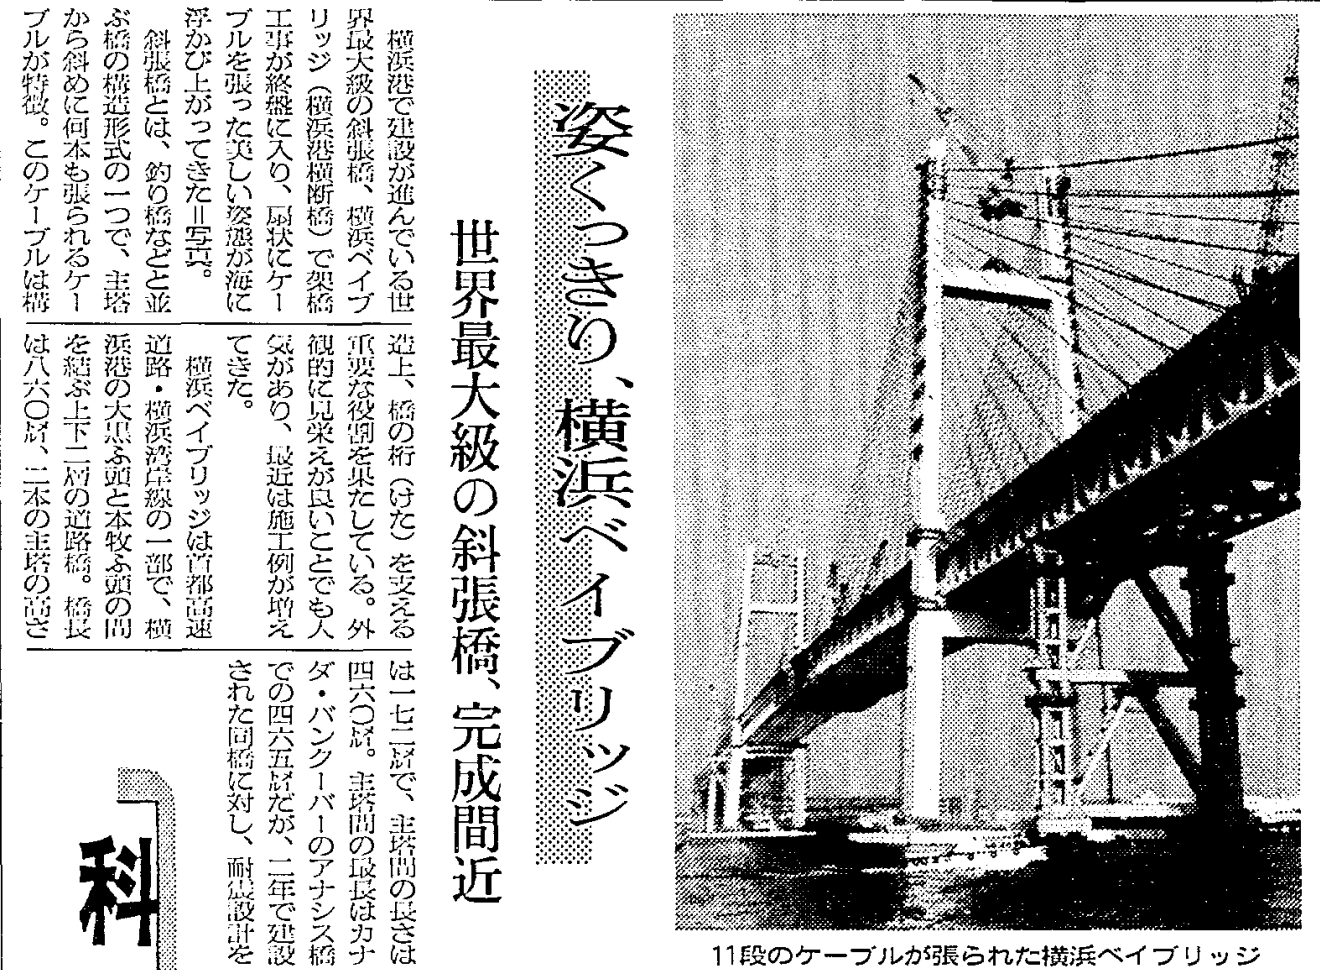 姿くっきり、横浜ベイブリッジ
世界最大級の斜張橋、完成間近
横浜港で建設が進んでいる世
界最大級の斜張橋、横浜ベイブ
リッジ（横浜港横断橋）で架橋
工事が終盤に入り、扇状にケー
ブルを張った美しい姿態が海に
浮かび上がってきた＝写真。
斜張橋とは、釣り橋などと並
ぶ橋の構造形式の一つで、主塔
から斜めに何本も張られるケー
ブルが特徴。このケーブルは構
造上、橋の桁（けた）を支える
重要な役割を果たしている。外
観的に見栄えが良いことでも人
気があり、最近は施工例が増え
てきた。
横浜ベイブリッジは首都高速
道路・横浜湾岸線の一部で、横
浜港の大黒ふ頭と本牧ふ頭の間
を結ぶ上下二層の道路橋。橋長
は八六〇㍍、二本の主塔の高さ
は一七二㍍で、主塔間の長さは
四六〇㍍。主塔間の最長はカナ
ダ・バンクーバーのアナシス橋
での四六五㍍だが、二年で建設
された同橋に対し、耐震設計を
科
11段のケーブルが張られた横浜ベイブリッジ